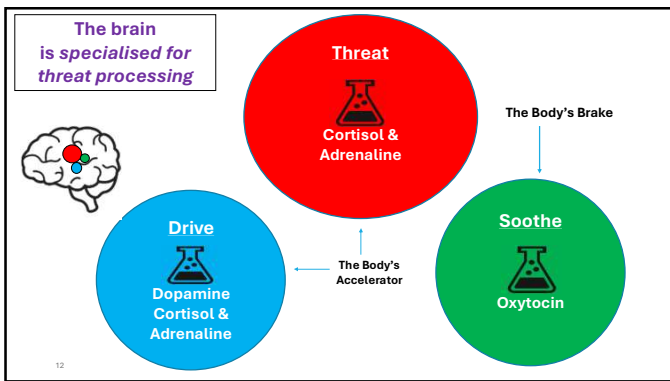 The brain
is specialised for
threat processing
Threat
Cortisol &
Adrenaline
The Body's Brake
Drive
Dopamine
Cortisol &
Adrenaline
The Body's
Accelerator
Soothe
Oxytocin
12